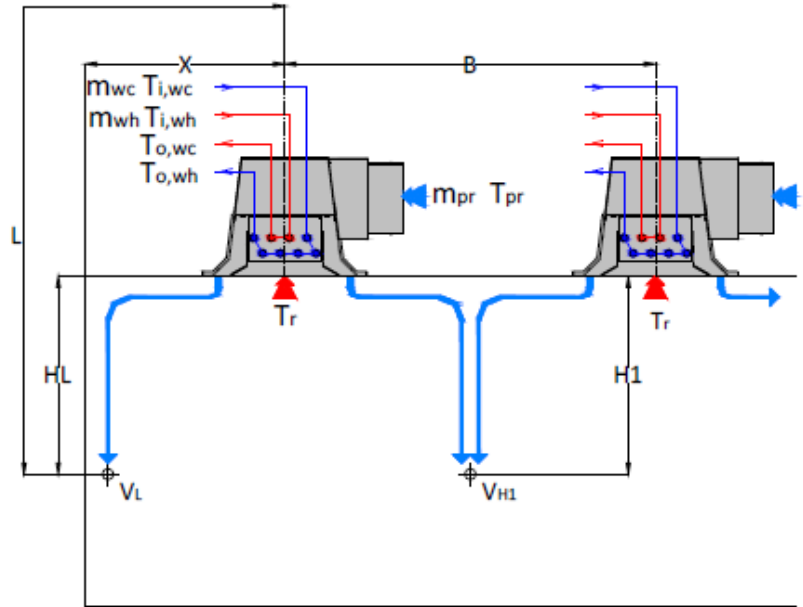 X
B
mwc Ti,wc
mwh Ti,wh
To,wc
To,wh
mpr Tpr
L
Tr
Tr
HL
H1
VL
VH1